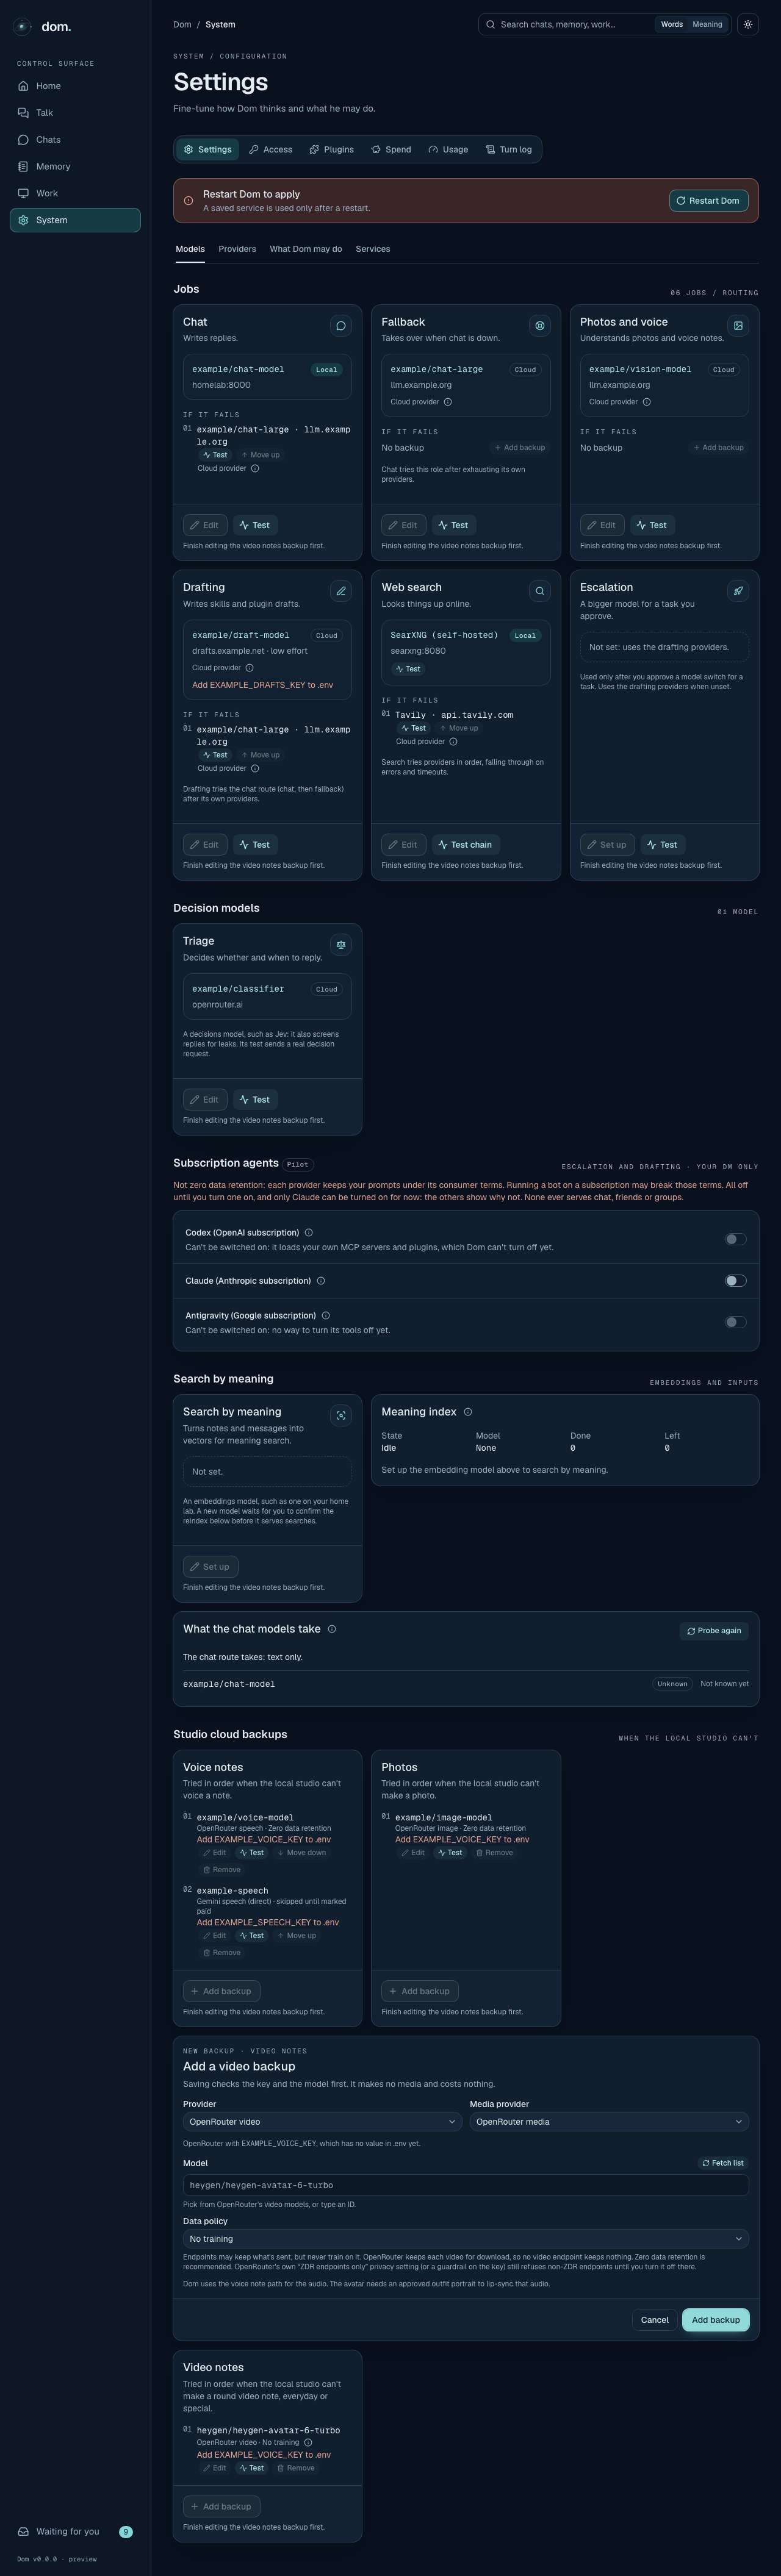 dom.
CONTROL SURFACE
Home
Talk
Chats
Memory
Work
System
Waiting for you 9
Dom v0.0.0 · preview
Dom / System
Search chats, memory, work…
Words Meaning
SYSTEM / CONFIGURATION
Settings
Fine-tune how Dom thinks and what he may do.
Settings Access Plugins Spend Usage Turn log
Restart Dom to apply
A saved service is used only after a restart.
Restart Dom
Models Providers What Dom may do Services
Jobs
06 JOBS / ROUTING
Chat
Writes replies.
example/chat-model Local
homelab:8000
IF IT FAILS
01 example/chat-large · llm.examp
le.org
Test Move up
Cloud provider
Edit Test
Finish editing the video notes backup first.
Fallback
Takes over when chat is down.
example/chat-large Cloud
llm.example.org
Cloud provider
IF IT FAILS
No backup + Add backup
Chat tries this role after exhausting its own
providers.
Edit Test
Finish editing the video notes backup first.
Photos and voice
Understands photos and voice notes.
example/vision-model Cloud
llm.example.org
Cloud provider
IF IT FAILS
No backup + Add backup
Edit Test
Finish editing the video notes backup first.
Drafting
Writes skills and plugin drafts.
example/draft-model Cloud
drafts.example.net · low effort
Cloud provider
Add EXAMPLE_DRAFTS_KEY to .env
IF IT FAILS
01 example/chat-large · llm.examp
le.org
Test Move up
Cloud provider
Drafting tries the chat route (chat, then fallback)
after its own providers.
Edit Test
Finish editing the video notes backup first.
Web search
Looks things up online.
SearXNG (self-hosted) Local
searxng:8080
Test
IF IT FAILS
01 Tavily · api.tavily.com
Test Move up
Cloud provider
Search tries providers in order, falling through on
errors and timeouts.
Edit Test chain
Finish editing the video notes backup first.
Escalation
A bigger model for a task you
approve.
Not set: uses the drafting providers.
Used only after you approve a model switch for a
task. Uses the drafting providers when unset.
Set up Test
Finish editing the video notes backup first.
Decision models
01 MODEL
Triage
Decides whether and when to reply.
example/classifier Cloud
openrouter.ai
A decisions model, such as Jev: it also screens
replies for leaks. Its test sends a real decision
request.
Edit Test
Finish editing the video notes backup first.
Subscription agents Pilot
ESCALATION AND DRAFTING · YOUR DM ONLY
Not zero data retention: each provider keeps your prompts under its consumer terms. Running a bot on a subscription may break those terms. All off
until you turn one on, and only Claude can be turned on for now: the others show why not. None ever serves chat, friends or groups.
Codex (OpenAI subscription)
Can't be switched on: it loads your own MCP servers and plugins, which Dom can't turn off yet.
Claude (Anthropic subscription)
Antigravity (Google subscription)
Can't be switched on: no way to turn its tools off yet.
Search by meaning
EMBEDDINGS AND INPUTS
Search by meaning
Turns notes and messages into
vectors for meaning search.
Not set.
An embeddings model, such as one on your home
lab. A new model waits for you to confirm the
reindex below before it serves searches.
Set up
Finish editing the video notes backup first.
Meaning index
State Model Done Left
Idle None 0 0
Set up the embedding model above to search by meaning.
What the chat models take
Probe again
The chat route takes: text only.
example/chat-model Unknown Not known yet
Studio cloud backups
WHEN THE LOCAL STUDIO CAN'T
Voice notes
Tried in order when the local studio can't
voice a note.
01 example/voice-model
OpenRouter speech · Zero data retention
Add EXAMPLE_VOICE_KEY to .env
Edit Test Move down
Remove
02 example-speech
Gemini speech (direct) · skipped until marked
paid
Add EXAMPLE_SPEECH_KEY to .env
Edit Test Move up
Remove
+ Add backup
Finish editing the video notes backup first.
Photos
Tried in order when the local studio can't
make a photo.
01 example/image-model
OpenRouter image · Zero data retention
Add EXAMPLE_VOICE_KEY to .env
Edit Test Remove
+ Add backup
Finish editing the video notes backup first.
NEW BACKUP · VIDEO NOTES
Add a video backup
Saving checks the key and the model first. It makes no media and costs nothing.
Provider Media provider
OpenRouter video OpenRouter media
OpenRouter with EXAMPLE_VOICE_KEY, which has no value in .env yet.
Model Fetch list
heygen/heygen-avatar-6-turbo
Pick from OpenRouter's video models, or type an ID.
Data policy
No training
Endpoints may keep what's sent, but never train on it. OpenRouter keeps each video for download, so no video endpoint keeps nothing. Zero data retention is
recommended. OpenRouter's own "ZDR endpoints only" privacy setting (or a guardrail on the key) still refuses non-ZDR endpoints until you turn it off there.
Dom uses the voice note path for the audio. The avatar needs an approved outfit portrait to lip-sync that audio.
Cancel Add backup
Video notes
Tried in order when the local studio can't
make a round video note, everyday or
special.
01 heygen/heygen-avatar-6-turbo
OpenRouter video · No training
Add EXAMPLE_VOICE_KEY to .env
Edit Test Remove
+ Add backup
Finish editing the video notes backup first.